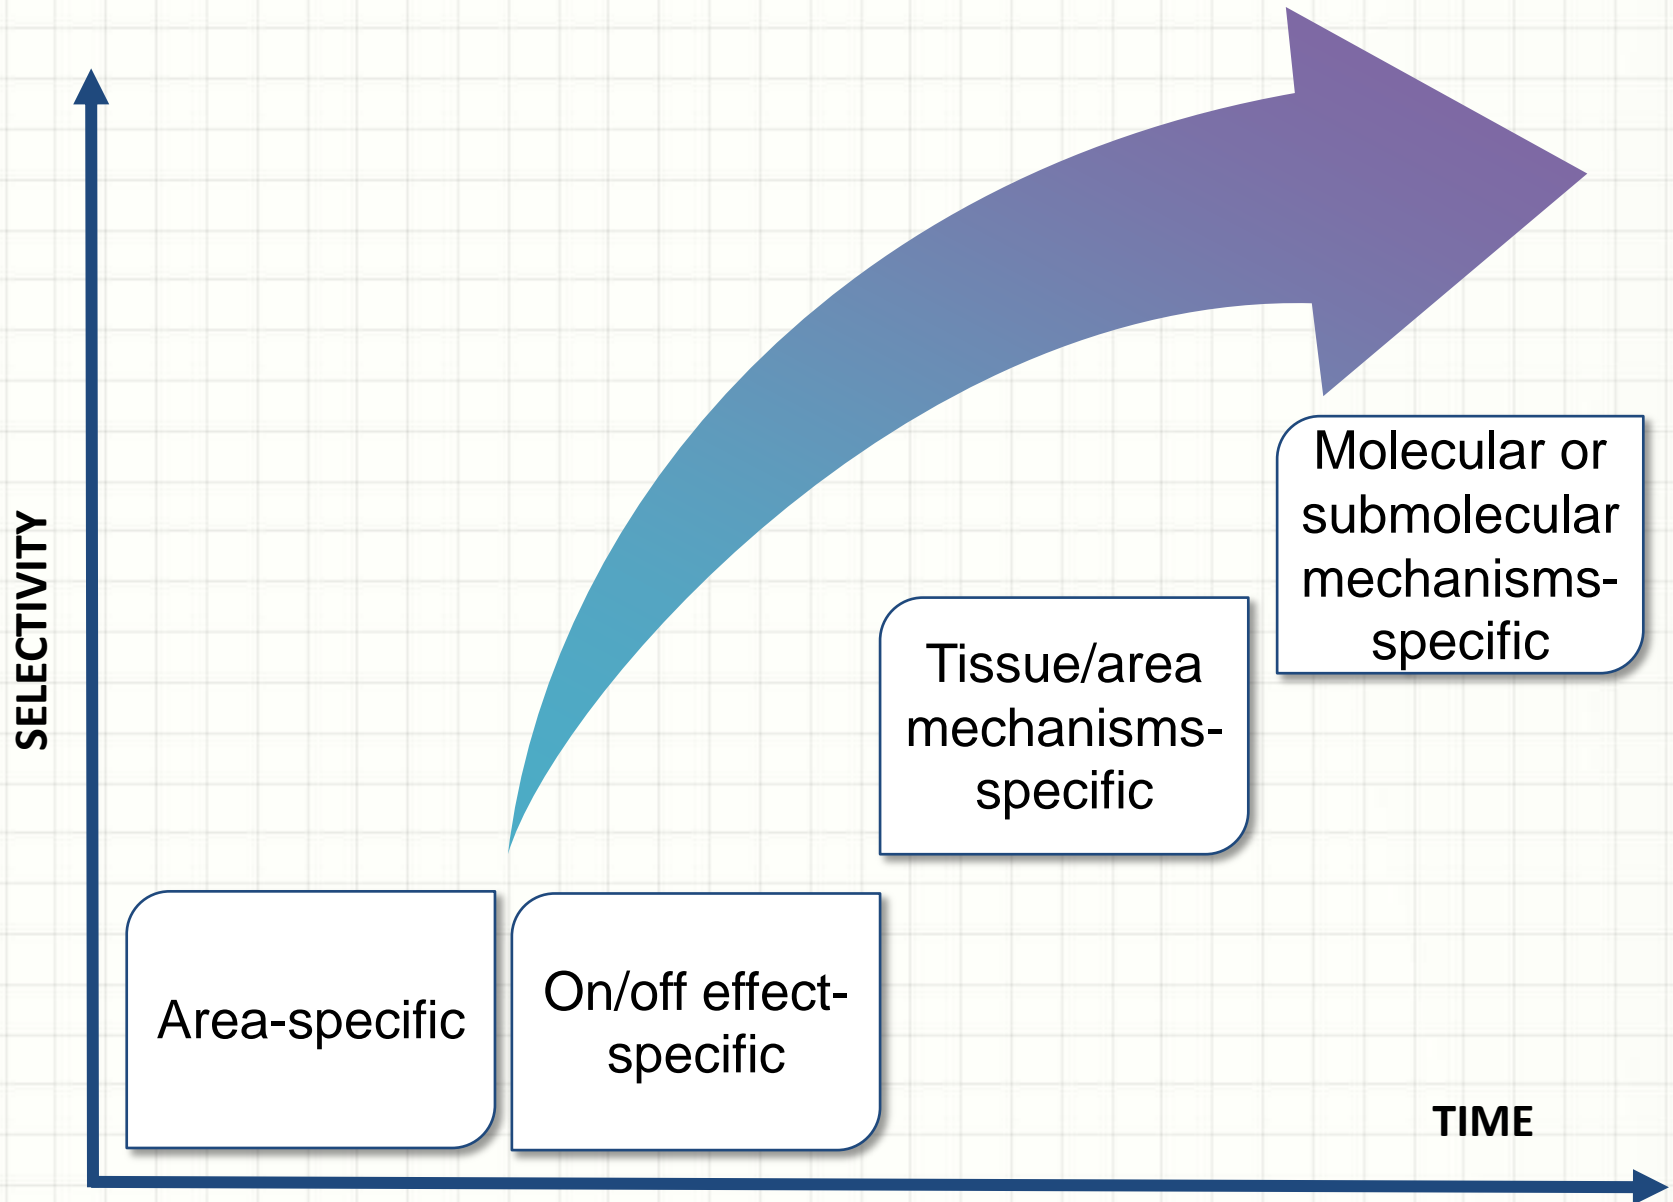 SELECTIVITY
Molecular or
submolecular
mechanisms-
specific
Tissue/area
mechanisms-
specific
Area-specific
On/off effect-
specific
TIME